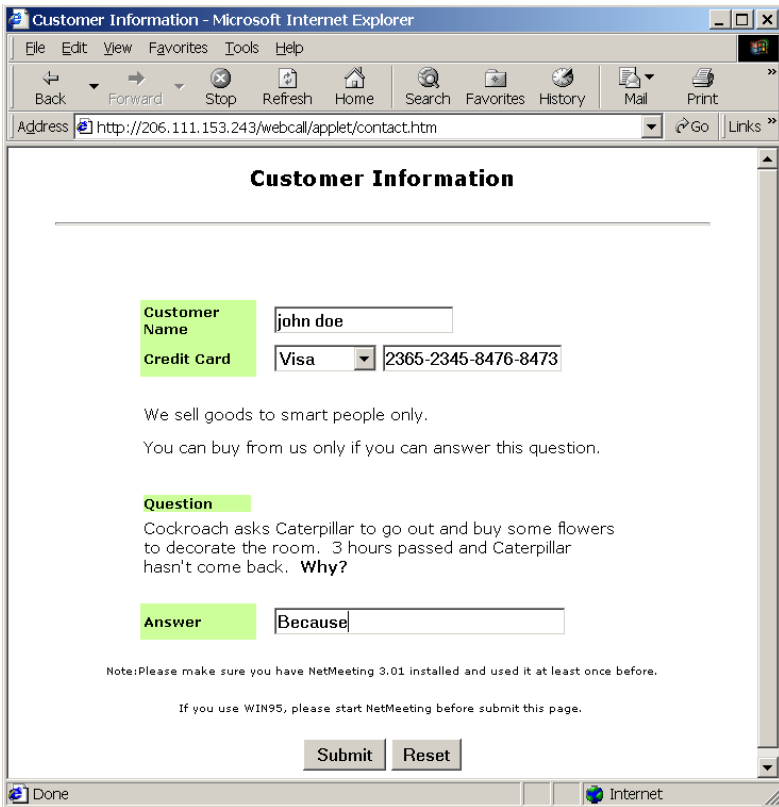 Customer Information - Microsoft Internet Explorer
File Edit View Favorites Tools Help
Back Forward Stop Refresh Home Search Favorites History Mail Print »
Address http://206.111.153.243/webcall/applet/contact.htm Go Links »
Customer Information
Customer
Name
john doe
Credit Card Visa 2365-2345-8476-8473
We sell goods to smart people only.
You can buy from us only if you can answer this question.
Question
Cockroach asks Caterpillar to go out and buy some flowers
to decorate the room. 3 hours passed and Caterpillar
hasn't come back. Why?
Answer Because
Note:Please make sure you have NetMeeting 3.01 installed and used it at least once before.
If you use WIN95, please start NetMeeting before submit this page.
Submit Reset
Done Internet